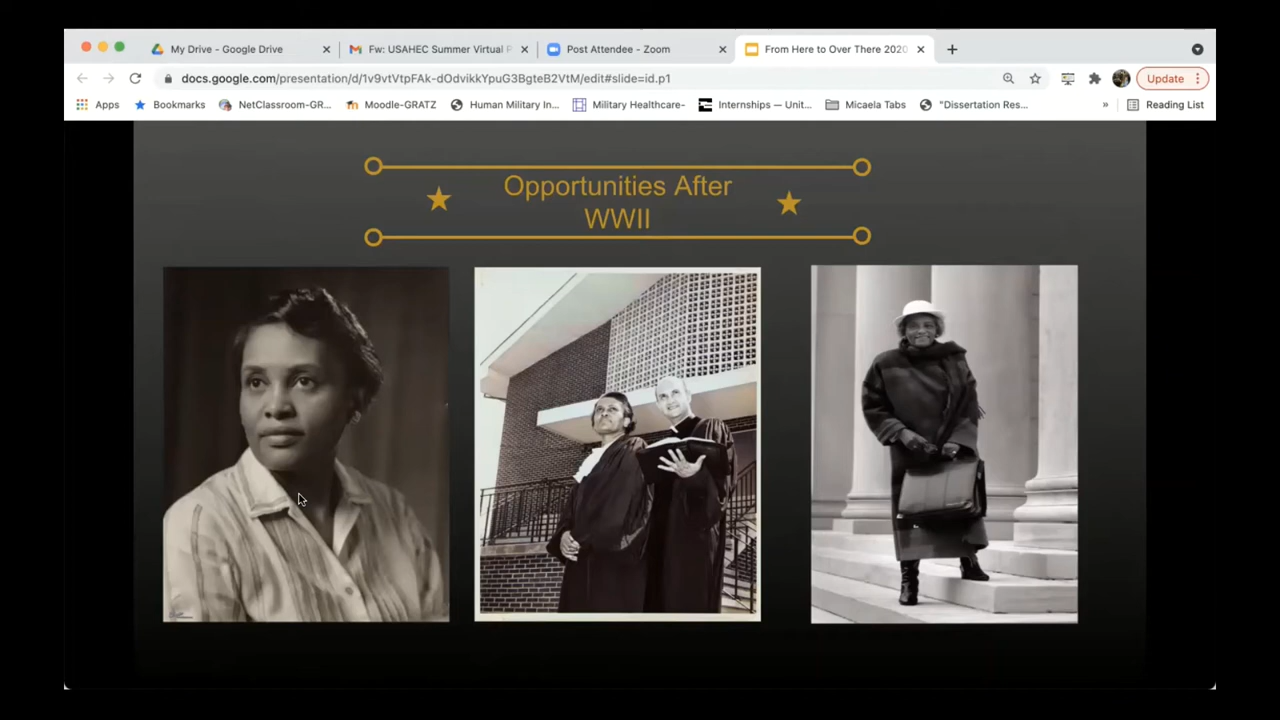 My Drive - Google Drive
Fw: USAHEC Summer Virtual
Post Attendee - Zoom
From Here to Over There 2020
docs.google.com/presentation/d/1v9vtVtpFAk-dOdvikkYpuG3BgteB2VtM/edit#slide=id.p1
Update
Apps
Bookmarks
NetClassroom-GR...
Moodle-GRATZ
Human Military In...
Military Healthcare-
Internships — Unit...
Micaela Tabs
"Dissertation Res...
»
Reading List
Opportunities After
WWII